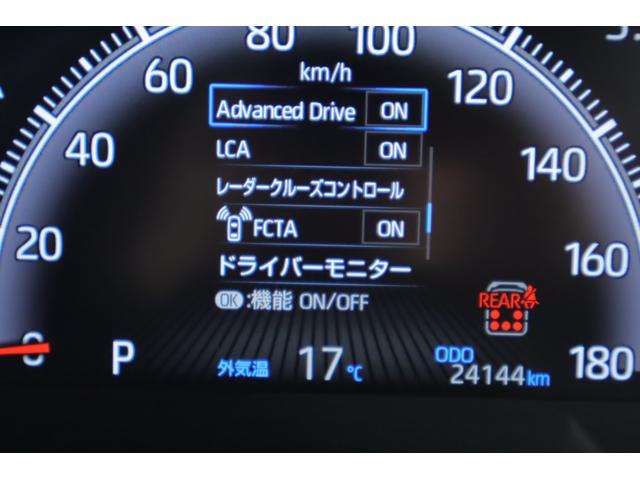 80
100
km/h
60
120
Advanced Drive ON
40
LCA ON
140
レーダークルーズコントロール
20
FCTA ON
160
ドライバーモニター
OK:機能 ON/OFF
REAR
0
P
外気温 17℃
ODO
24144km
180